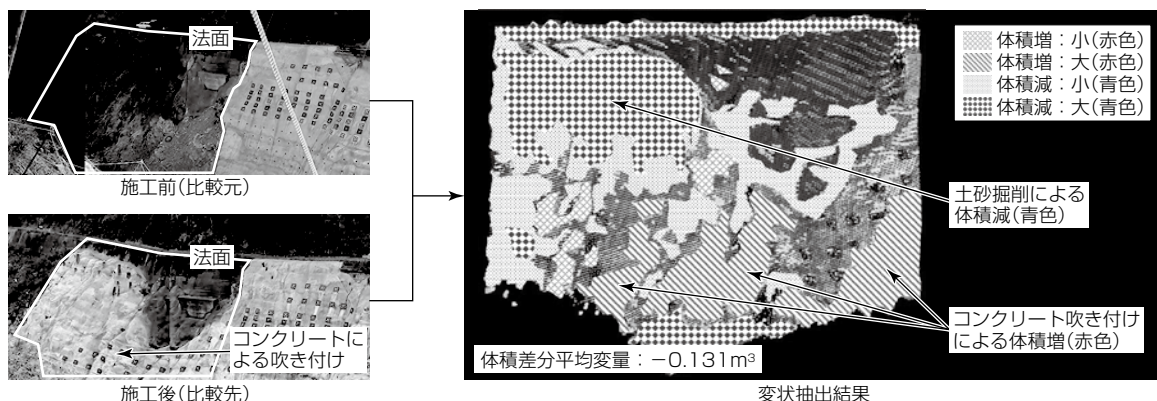 法面
施工前(比較元)
法面
コンクリートに
よる吹き付け
施工後(比較先)
体積増：小(赤色)
体積増：大(赤色)
体積減：小(青色)
体積減：大(青色)
土砂掘削による
体積減(青色)
コンクリート吹き付け
による体積増(赤色)
体積差分平均変量：−0.131m³
変状抽出結果